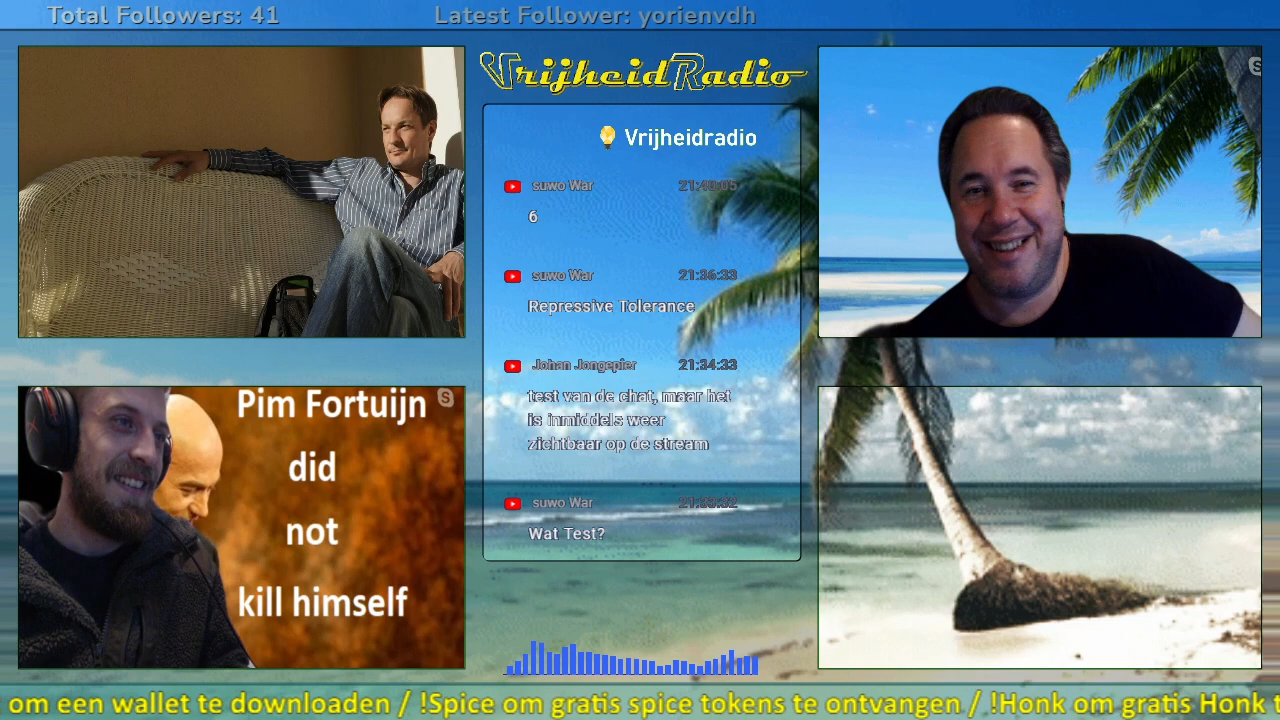 Total Followers: 41
Latest Follower: yorienvdh
VrijheidRadio
Vrijheidradio
suwo War 21:40:05
6
suwo War 21:36:33
Repressive Tolerance
Johan Jongepier 21:34:33
test van de chat, maar het
is inmiddels weer
zichtbaar op de stream
suwo War
Wat Test?
Pim Fortuijn
did
not
kill himself
om een wallet te downloaden / !Spice om gratis spice tokens te ontvangen / !Honk om gratis Honk t